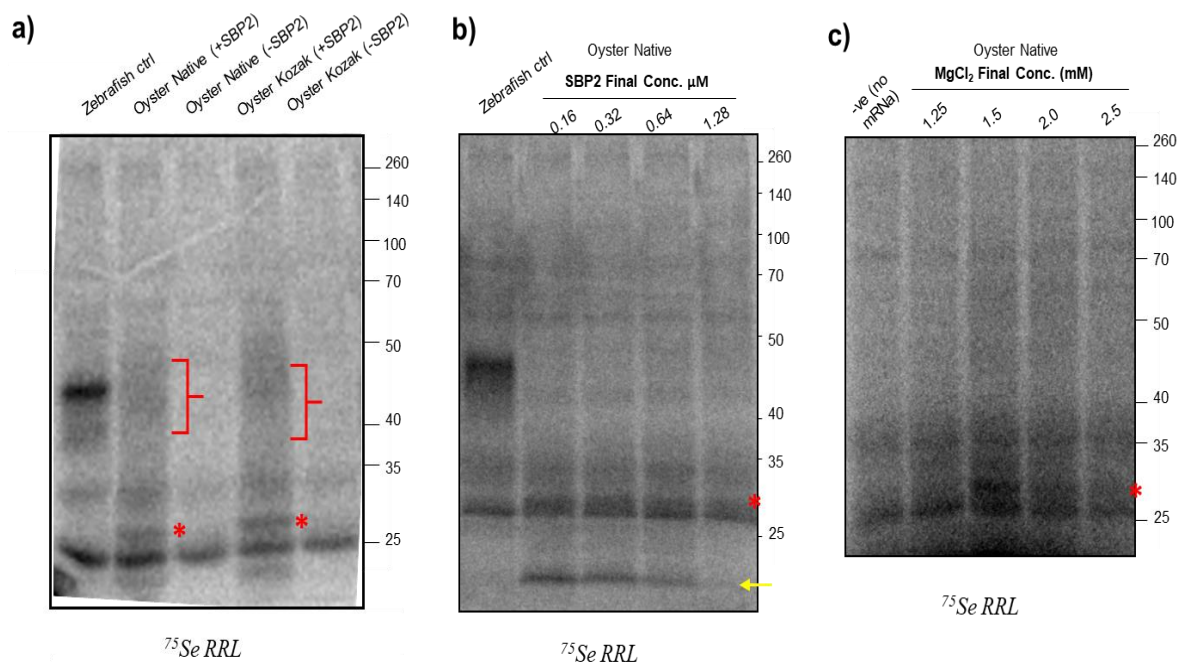 a)
Zebrafish ctrl
Oyster Native (+SBP2)
Oyster Native (-SBP2)
Oyster Kozak (+SBP2)
Oyster Kozak (-SBP2)
260
140
100
70
50
40
35
25
*
*
75Se RRL
b)
Oyster Native
SBP2 Final Conc. µM
Zebrafish ctrl
0.16
0.32
0.64
1.28
260
140
100
70
50
40
35
25
*
75Se RRL
c)
Oyster Native
MgCl2 Final Conc. (mM)
-ve (no
mRNa)
1.25
1.5
2.0
2.5
260
140
100
70
50
40
35
25
*
75Se RRL